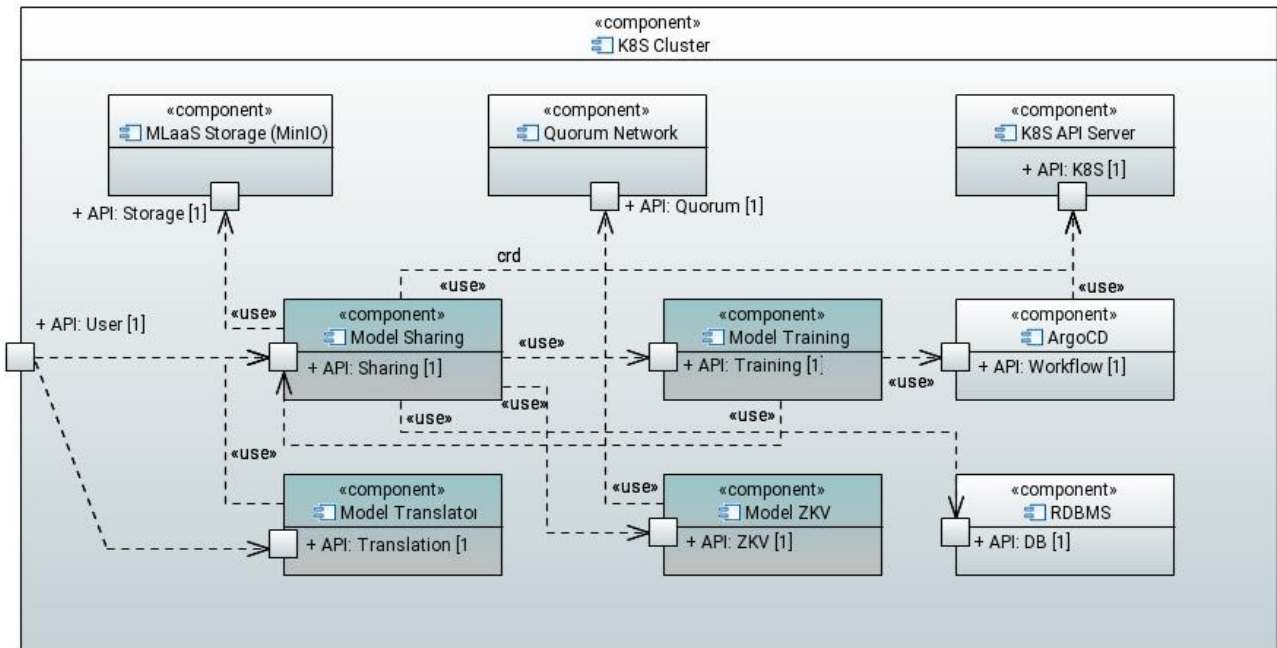 «component»
K8S Cluster
«component»
MLaaS Storage (MinIO)
«component»
Quorum Network
«component»
K8S API Server
+ API: K8S [1]
+ API: Storage [1]
+ API: Quorum [1]
crd
«use»
«use»
«use»
+ API: User [1]
«component»
Model Sharing
+ API: Sharing [1]
«use»
«component»
Model Training
+ API: Training [1]
«use»
«component»
ArgoCD
+ API: Workflow [1]
«use»
«use»
«use»
«use»
«use»
«component»
Model Translator
+ API: Translation [1
«component»
Model ZKV
+ API: ZKV [1]
«component»
RDBMS
+ API: DB [1]